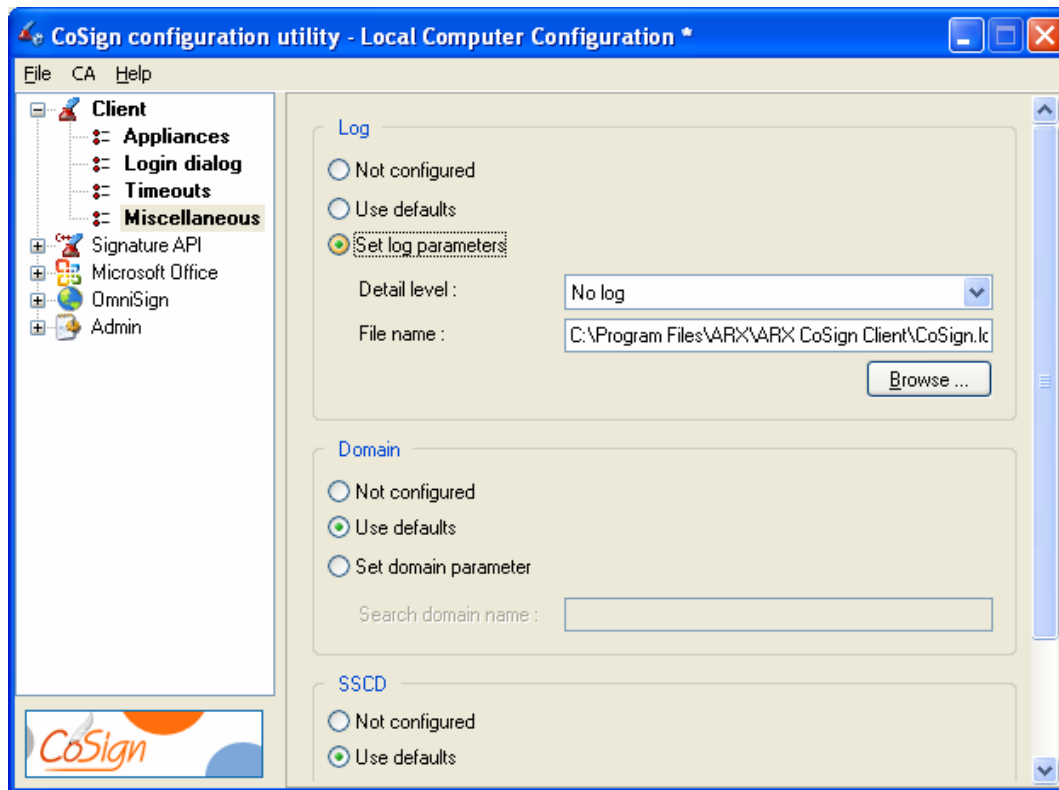 CoSign configuration utility - Local Computer Configuration *
File CA Help
Client
Appliances
Login dialog
Timeouts
Miscellaneous
Signature API
Microsoft Office
OmniSign
Admin
CoSign
Log
Not configured
Use defaults
Set log parameters
Detail level : No log
File name : C:\Program Files\ARX\ARX CoSign Client\CoSign.lc
Browse ...
Domain
Not configured
Use defaults
Set domain parameter
Search domain name :
SSCD
Not configured
Use defaults